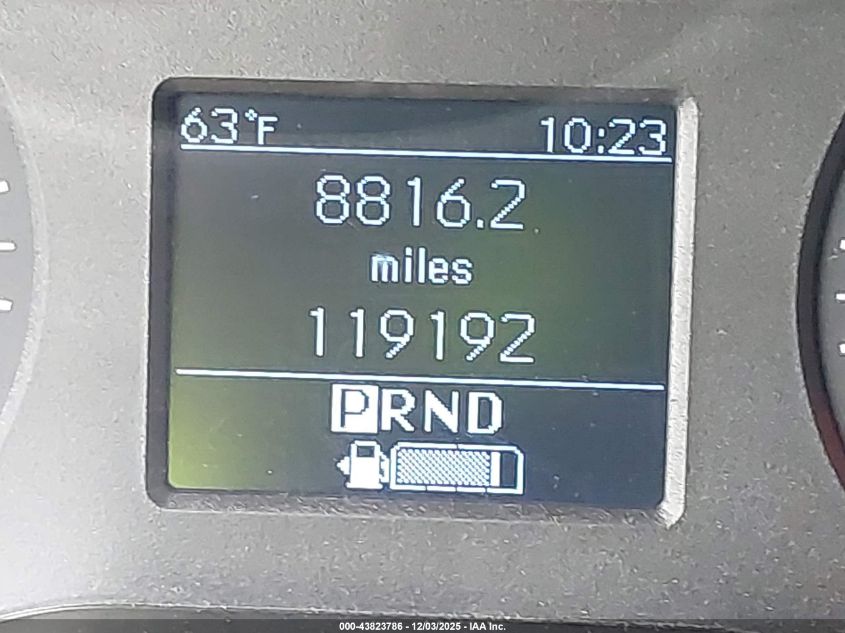 63°F 10:23
8816.2
miles
119192
PRND
000-43823786 - 12/03/2025 - IAA Inc.